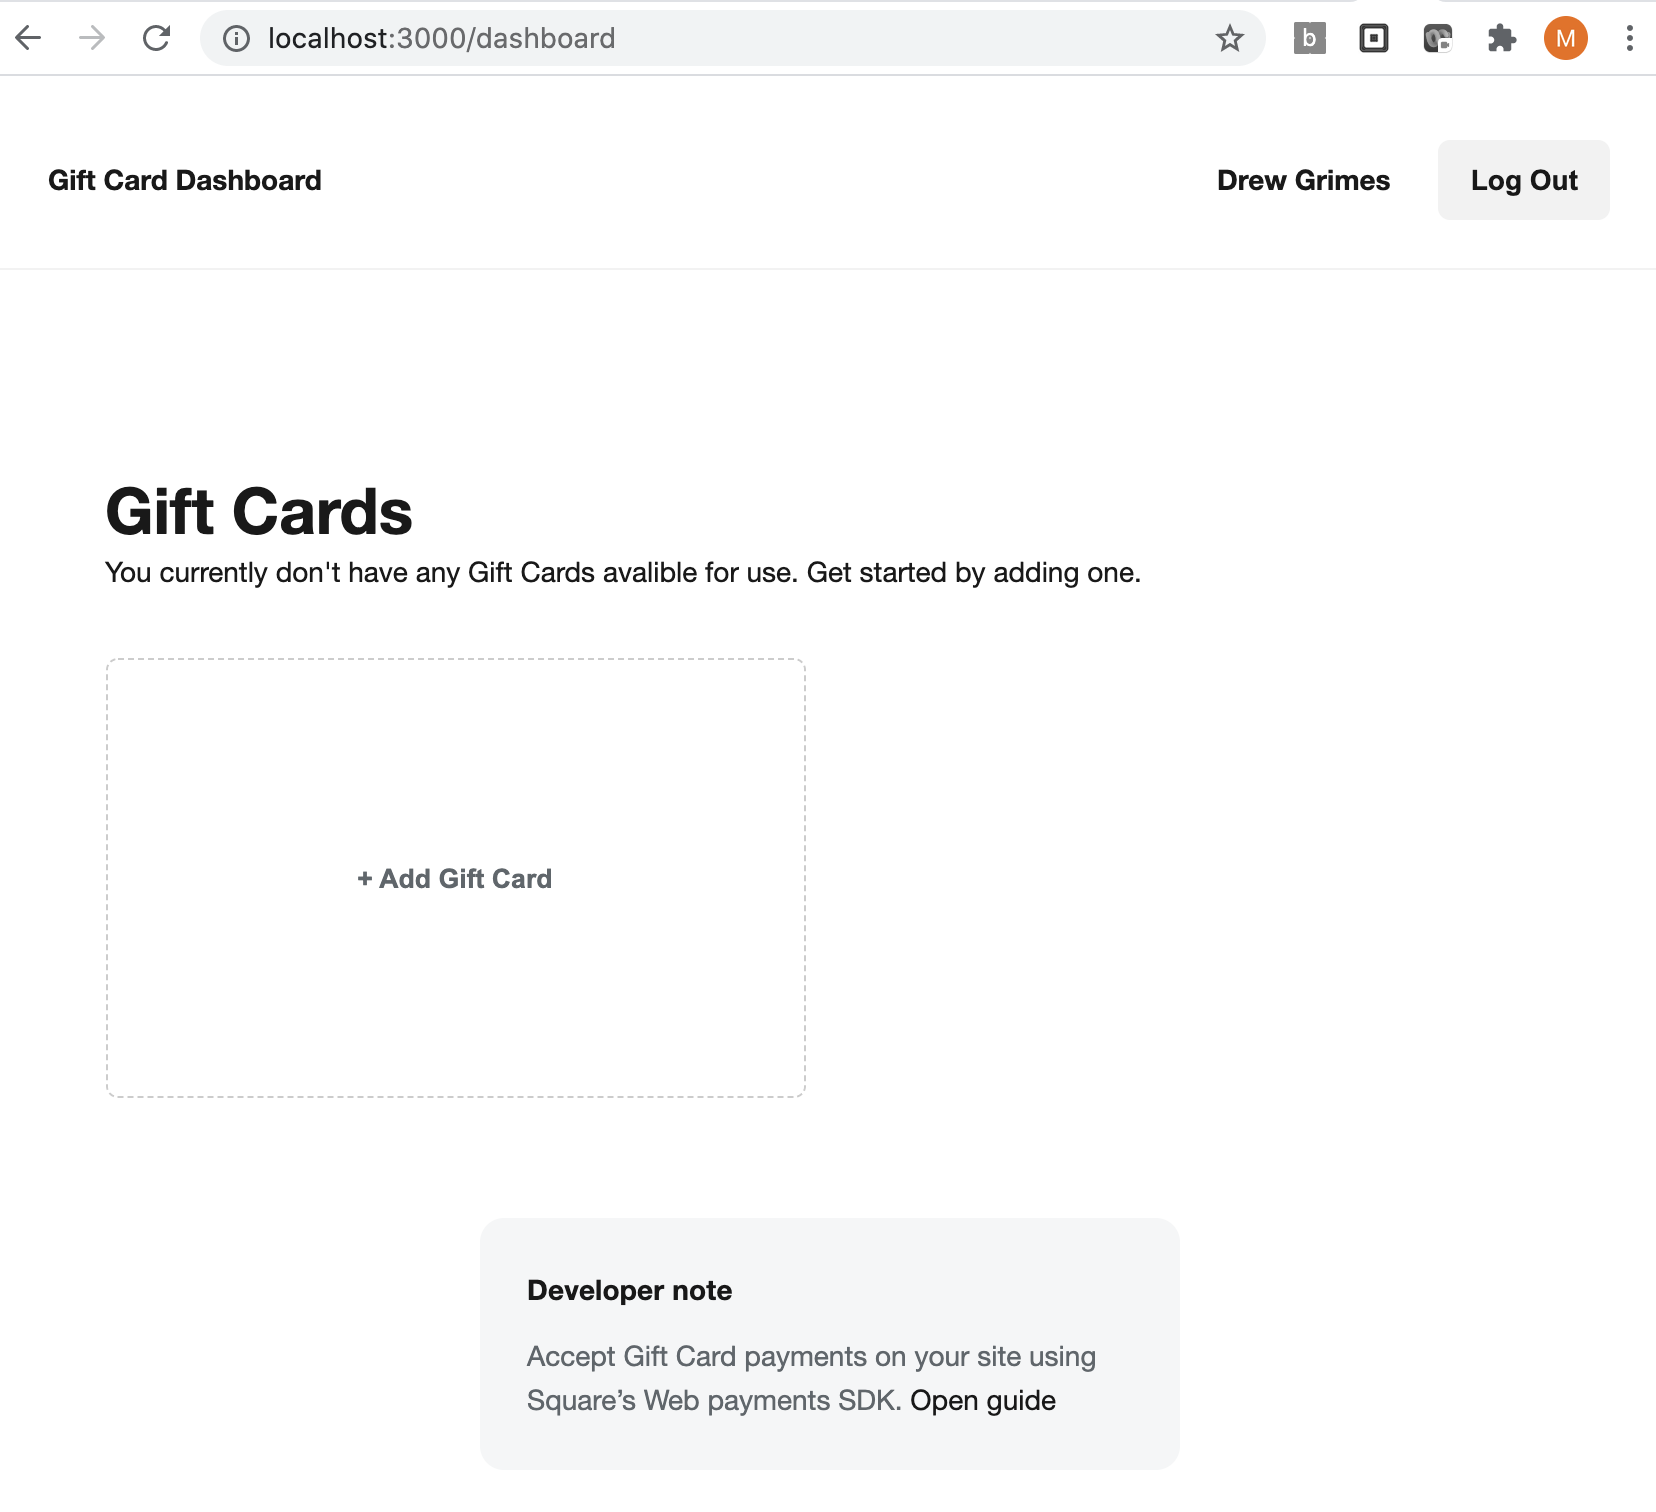 localhost:3000/dashboard
b
M
Gift Card Dashboard
Drew Grimes
Log Out
Gift Cards
You currently don't have any Gift Cards avalible for use. Get started by adding one.
+ Add Gift Card
Developer note
Accept Gift Card payments on your site using
Square’s Web payments SDK. Open guide